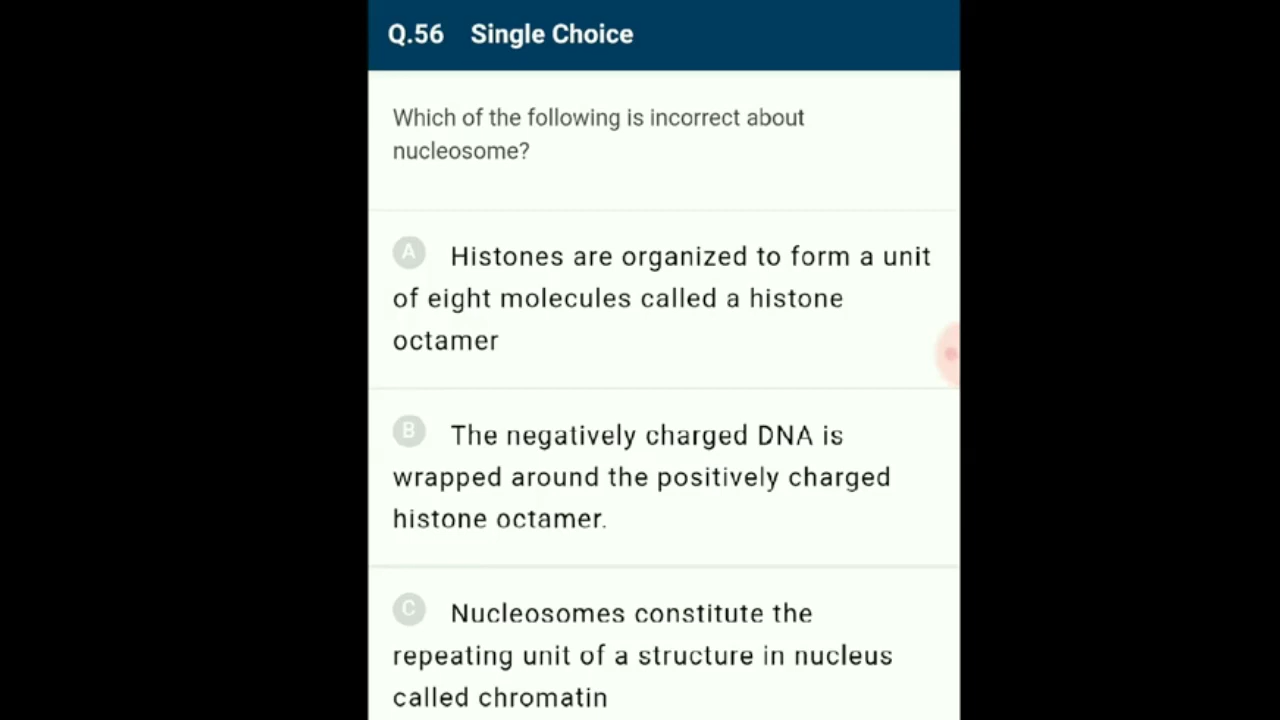 Q.56 Single Choice
Which of the following is incorrect about
nucleosome?
A Histones are organized to form a unit
of eight molecules called a histone
octamer
B The negatively charged DNA is
wrapped around the positively charged
histone octamer.
C Nucleosomes constitute the
repeating unit of a structure in nucleus
called chromatin